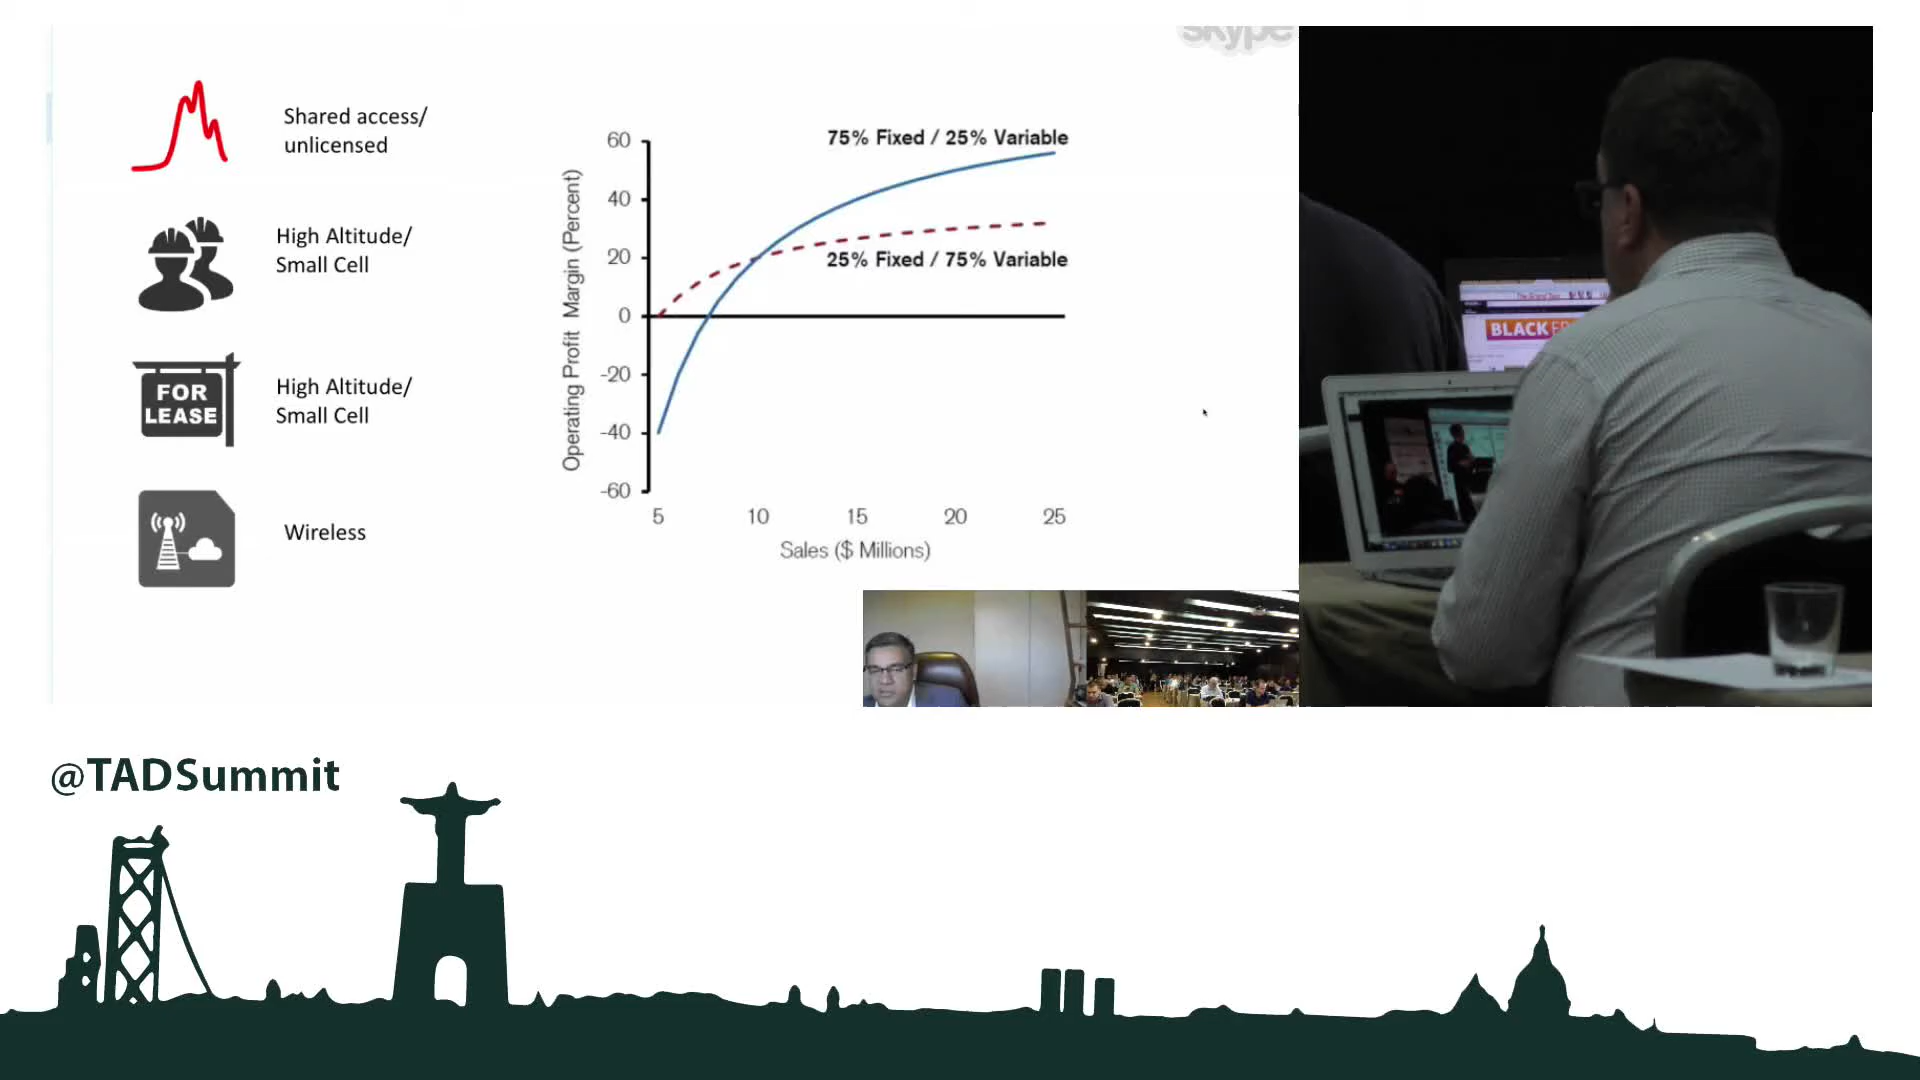 skype
Shared access/
unlicensed
High Altitude/
Small Cell
FOR
LEASE
High Altitude/
Small Cell
Wireless
Operating Profit Margin (Percent)
60
40
20
0
-20
-40
-60
75% Fixed / 25% Variable
25% Fixed / 75% Variable
5 10 15 20 25
Sales ($ Millions)
BLACK
@TADSummit